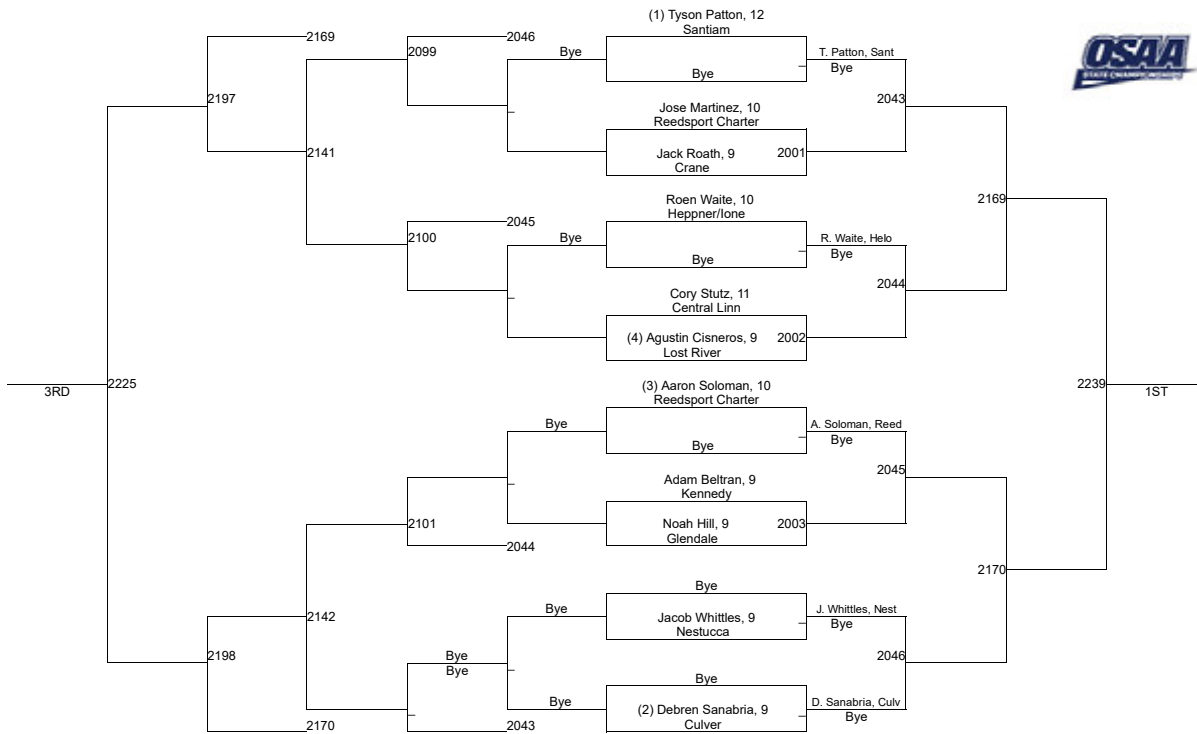 (1) Tyson Patton, 12
Santiam
OSAA
STATE CHAMPIONSHIPS
2169
2046
2099
Bye
T. Patton, Sant
Bye
Bye
2197
2043
Jose Martinez, 10
Reedsport Charter
2141
Jack Roath, 9
2001
Crane
2169
Roen Waite, 10
Heppner/Ione
2045
2100
Bye
R. Waite, Helo
Bye
Bye
2044
Cory Stutz, 11
Central Linn
(4) Agustin Cisneros, 9
2002
Lost River
3RD
2225
2239
1ST
(3) Aaron Soloman, 10
Reedsport Charter
Bye
A. Soloman, Reed
Bye
Bye
2045
Adam Beltran, 9
Kennedy
2101
Noah Hill, 9
2003
Glendale
2044
2170
Bye
2142
Bye
Jacob Whittles, 9
J. Whittles, Nest
Nestucca
Bye
2198
Bye
Bye
2046
Bye
Bye
(2) Debren Sanabria, 9
D. Sanabria, Culv
Culver
Bye
2170
2043